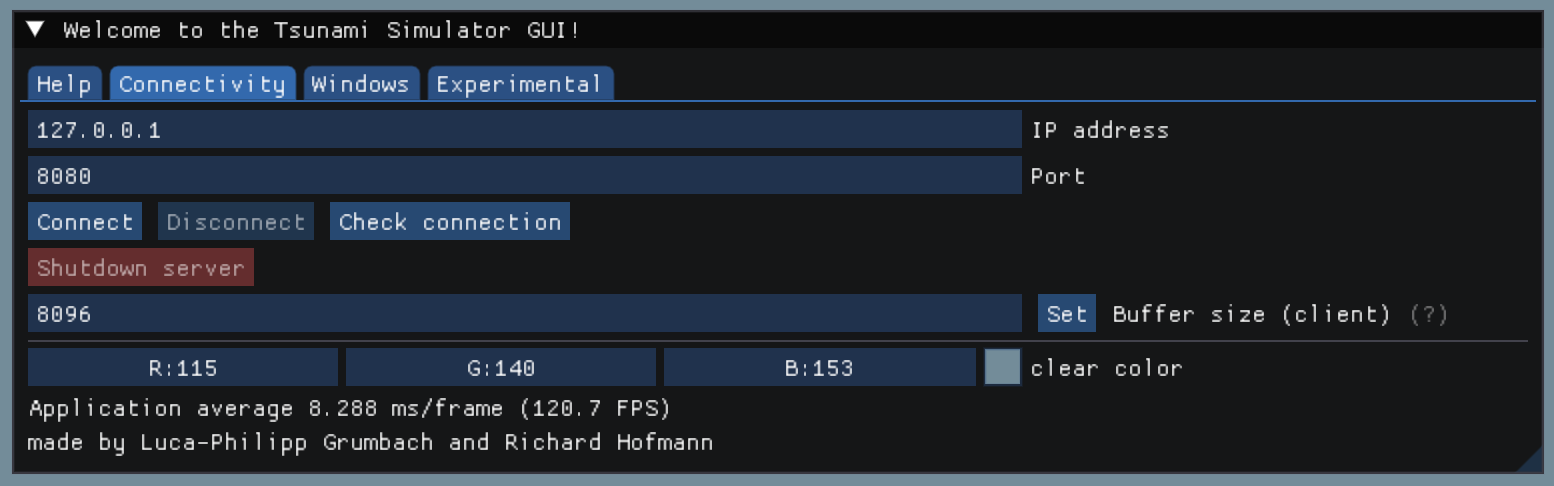 Welcome to the Tsunami Simulator GUI!
Help Connectivity Windows Experimental
127.0.0.1 IP address
8080 Port
Connect Disconnect Check connection
Shutdown server
8096 Set Buffer size (client) (?)
R:115 G:140 B:153 clear color
Application average 8.288 ms/frame (120.7 FPS)
made by Luca-Philipp Grumbach and Richard Hofmann